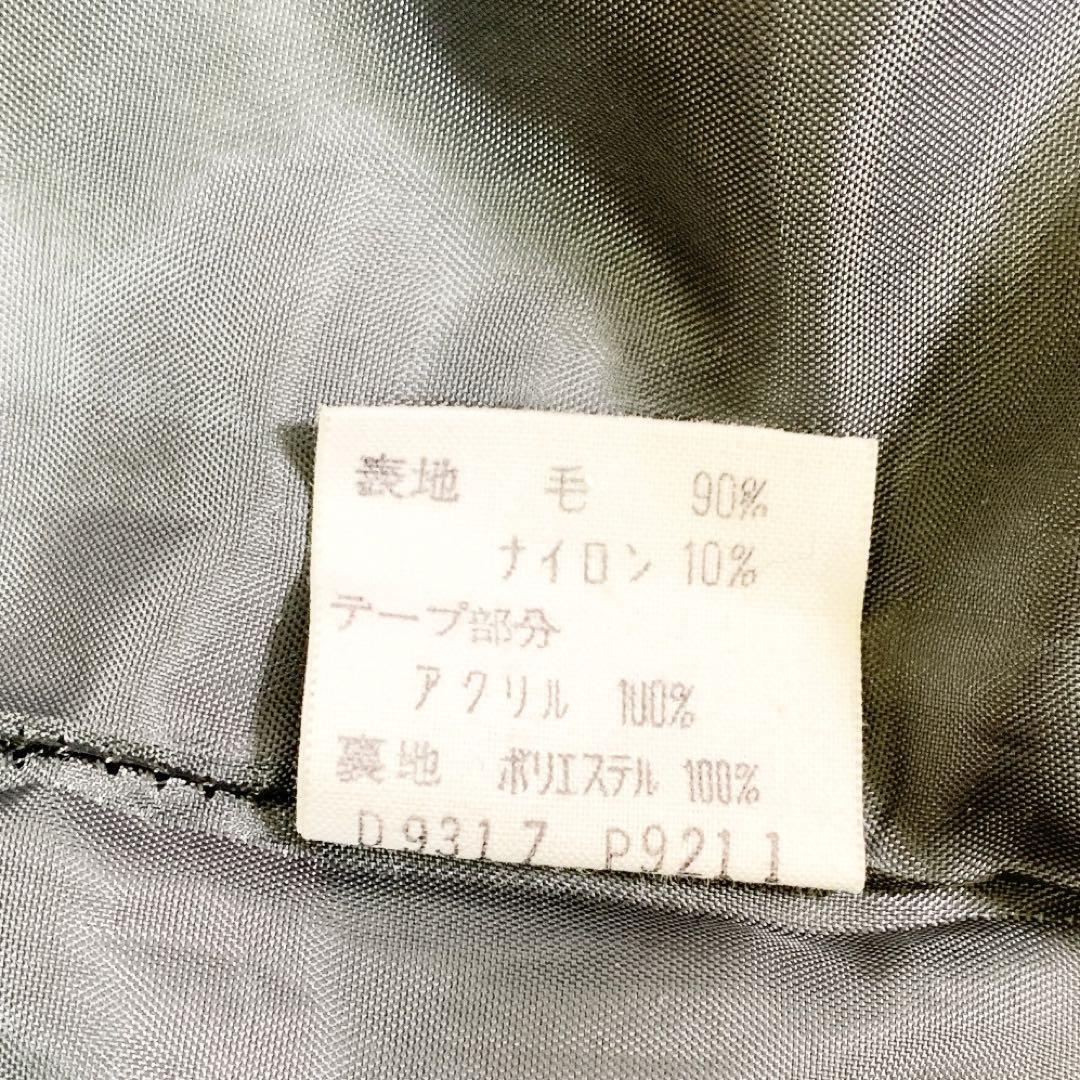 表地 毛 90%
ナイロン 10%
テープ部分
アクリル 100%
裏地 ポリエステル 100%
D9317 P9211